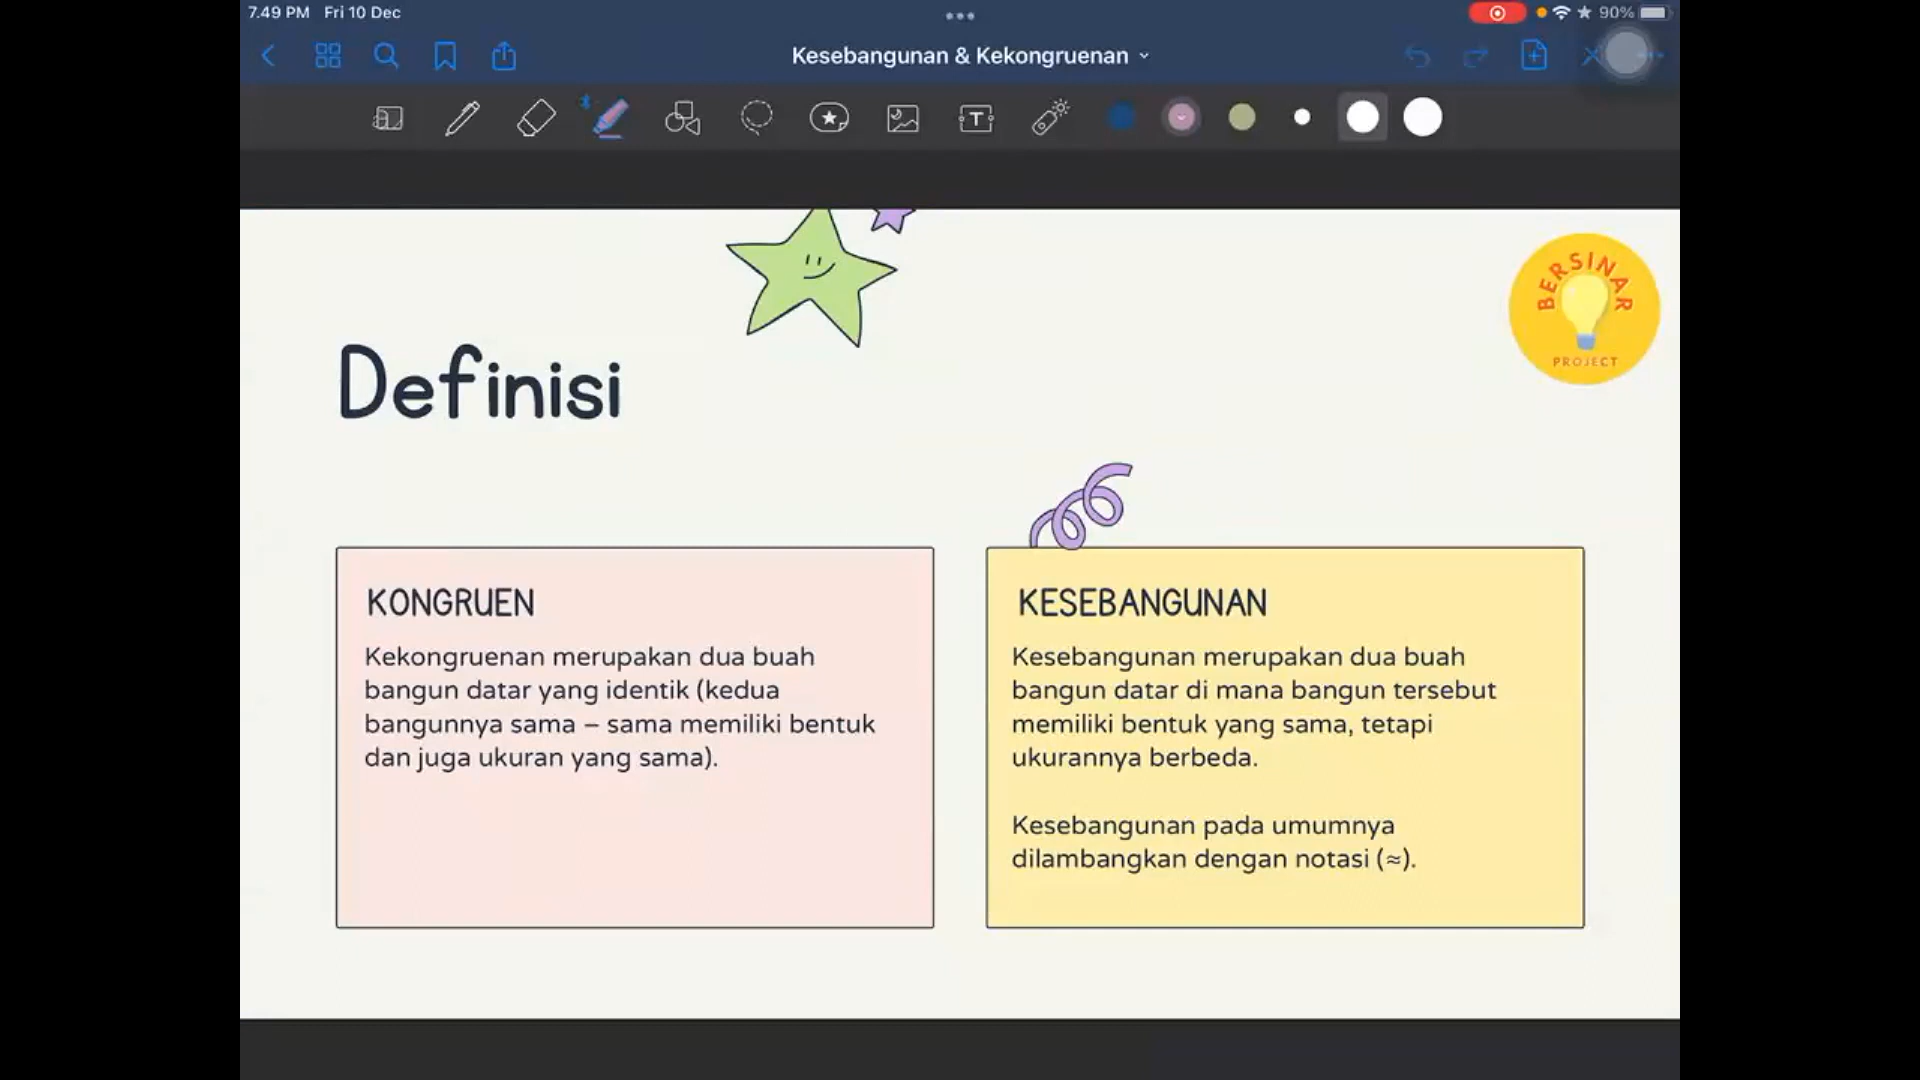 7.49 PM Fri 10 Dec
90%
Kesebangunan & Kekongruenan
T
BERSINAR
PROJECT
Definisi
KONGRUEN
Kekongruenan merupakan dua buah
bangun datar yang identik (kedua
bangunnya sama – sama memiliki bentuk
dan juga ukuran yang sama).
KESEBANGUNAN
Kesebangunan merupakan dua buah
bangun datar di mana bangun tersebut
memiliki bentuk yang sama, tetapi
ukurannya berbeda.
Kesebangunan pada umumnya
dilambangkan dengan notasi (≈).